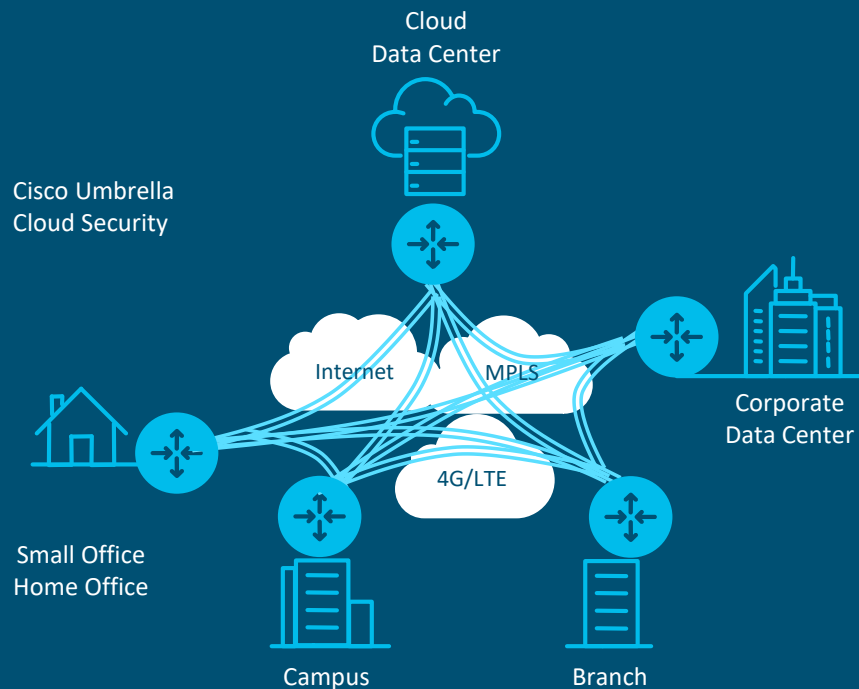 Cloud
Data Center
Cisco Umbrella
Cloud Security
Internet
MPLS
Corporate
Data Center
4G/LTE
Small Office
Home Office
Campus
Branch